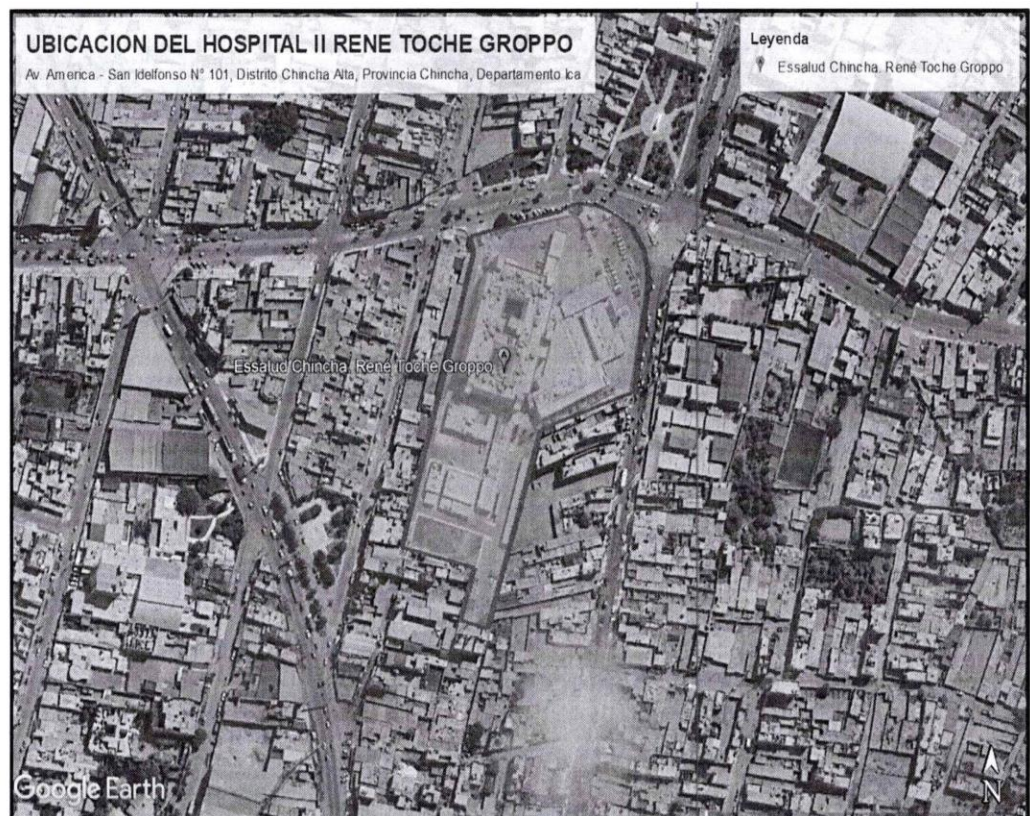 UBICACION DEL HOSPITAL II RENE TOCHE GROPPO
Av. America - San Idelfonso N° 101, Distrito Chincha Alta, Provincia Chincha, Departamento Ica
Leyenda
Essalud Chincha. René Toche Groppo
Essalud Chincha. René Toche Groppo
Google Earth
N